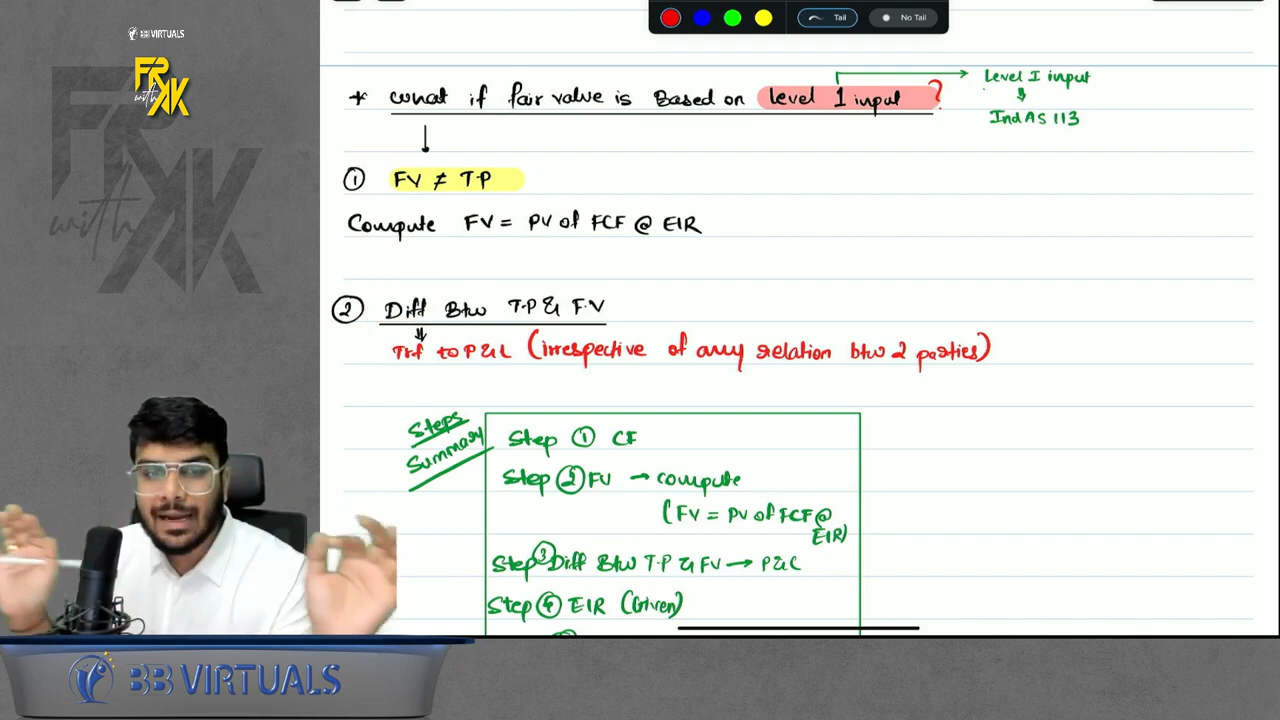 Tail
No Tail
BB VIRTUALS
FR
with
AK
FR
with
AK
* What if fair value is Based on level 1 input ?
Level I input
Ind AS 113
① FV ≠ T.P
Compute FV = PV of FCF @ EIR
② Diff Btw T.P & F.V
Trf to P&L (irrespective of any relation btw 2 parties)
Steps
Summary
Step ① CF
Step ② FV → compute
(FV = PV of FCF @
EIR)
Step ③ Diff Btw T.P & FV → P&L
Step ④ EIR (Given)
BB VIRTUALS